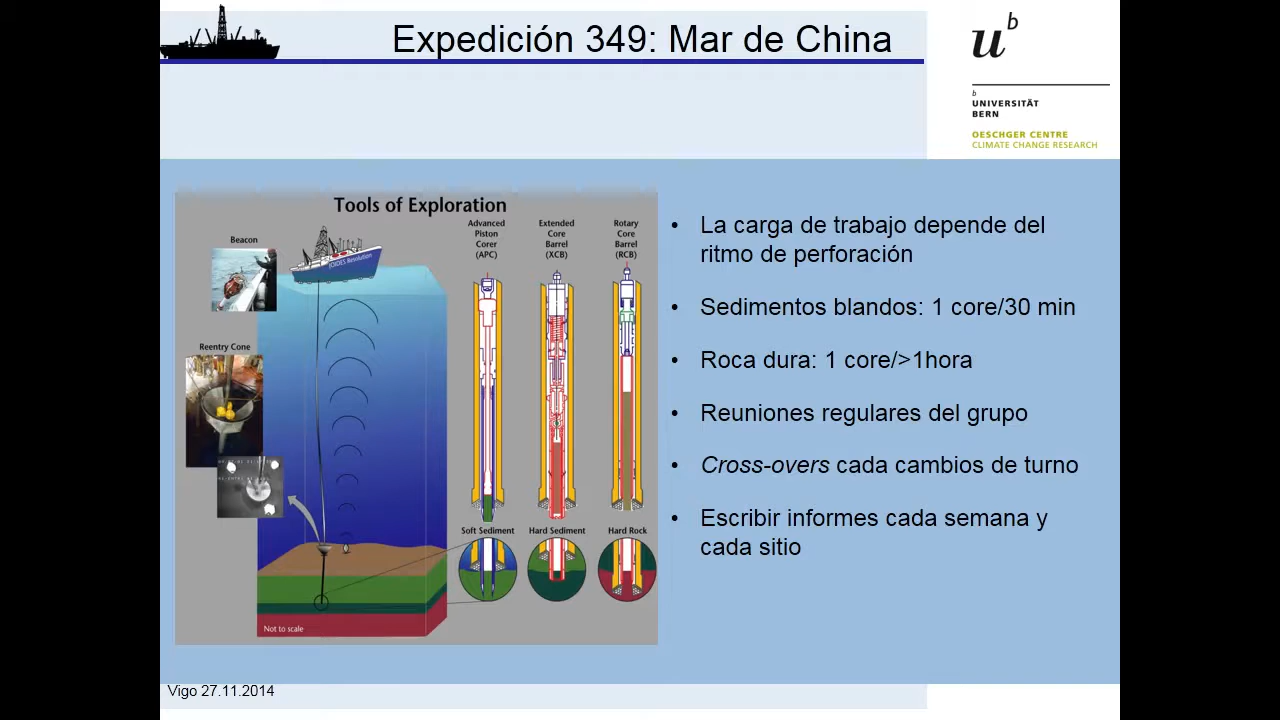 Expedición 349: Mar de China
u
b
b
UNIVERSITÄT
BERN
OESCHGER CENTRE
CLIMATE CHANGE RESEARCH
Tools of Exploration
Beacon
JOIDES Resolution
Reentry Cone
Advanced
Piston
Corer
(APC)
Extended
Core
Barrel
(XCB)
Rotary
Core
Barrel
(RCB)
Soft Sediment
Hard Sediment
Hard Rock
Not to scale
• La carga de trabajo depende del
ritmo de perforación
• Sedimentos blandos: 1 core/30 min
• Roca dura: 1 core/>1hora
• Reuniones regulares del grupo
• Cross-overs cada cambios de turno
• Escribir informes cada semana y
cada sitio
Vigo 27.11.2014